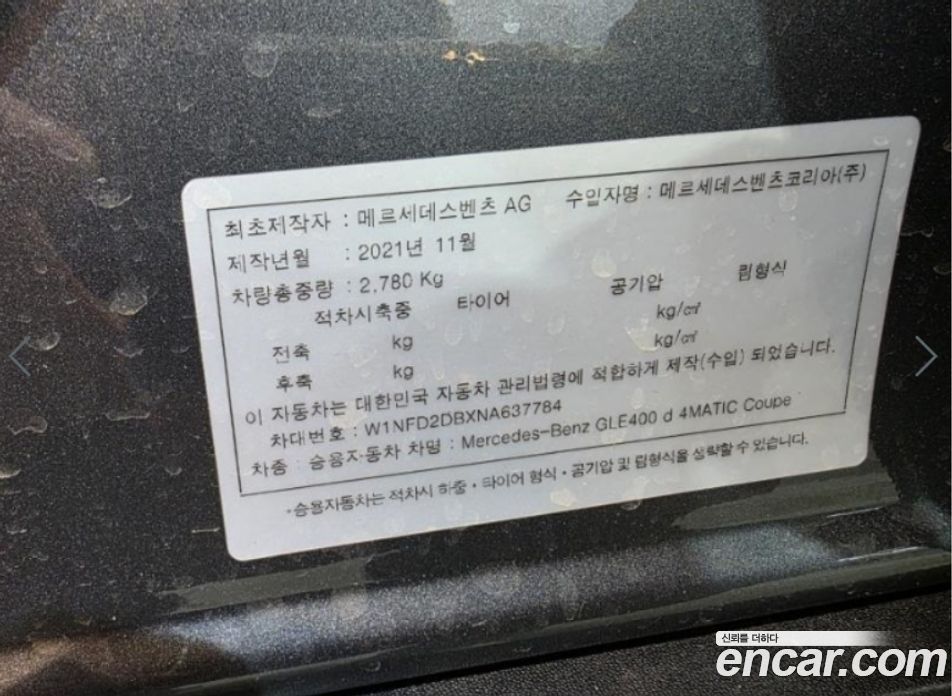 최초제작자 : 메르세데스벤츠 AG 수입자명 : 메르세데스벤츠코리아(주)
제작년월 : 2021년 11월
차량총중량 : 2,780 Kg
적차시축중 타이어 공기압 림형식
전축 kg kg/㎠
후축 kg kg/㎠
이 자동차는 대한민국 자동차 관리법령에 적합하게 제작(수입) 되었습니다.
차대번호 : W1NFD2DBXNA637784
차종 : 승용자동차 차명 : Mercedes-Benz GLE400 d 4MATIC Coupe
·승용자동차는 적차시 하중·타이어 형식·공기압 및 림형식을 생략할 수 있습니다.
신뢰를 더하다
encar.com